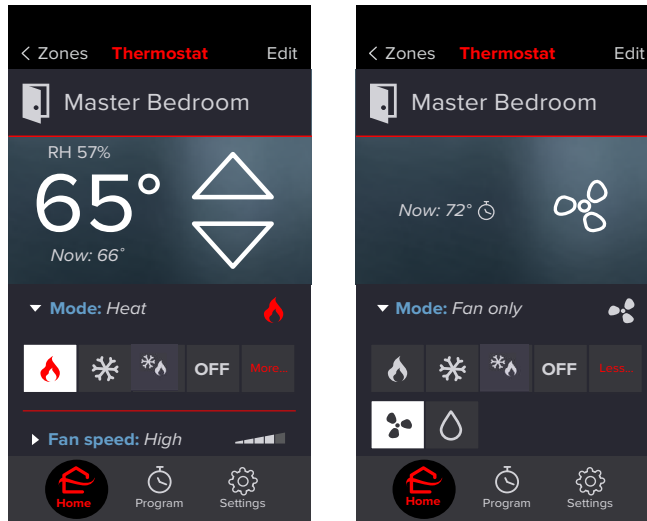 Zones Thermostat Edit
Master Bedroom
RH 57%
65°
Now: 66°
Mode: Heat
OFF More...
Fan speed: High
Home Program Settings
Zones Thermostat Edit
Master Bedroom
Now: 72°
Mode: Fan only
OFF Less...
Home Program Settings